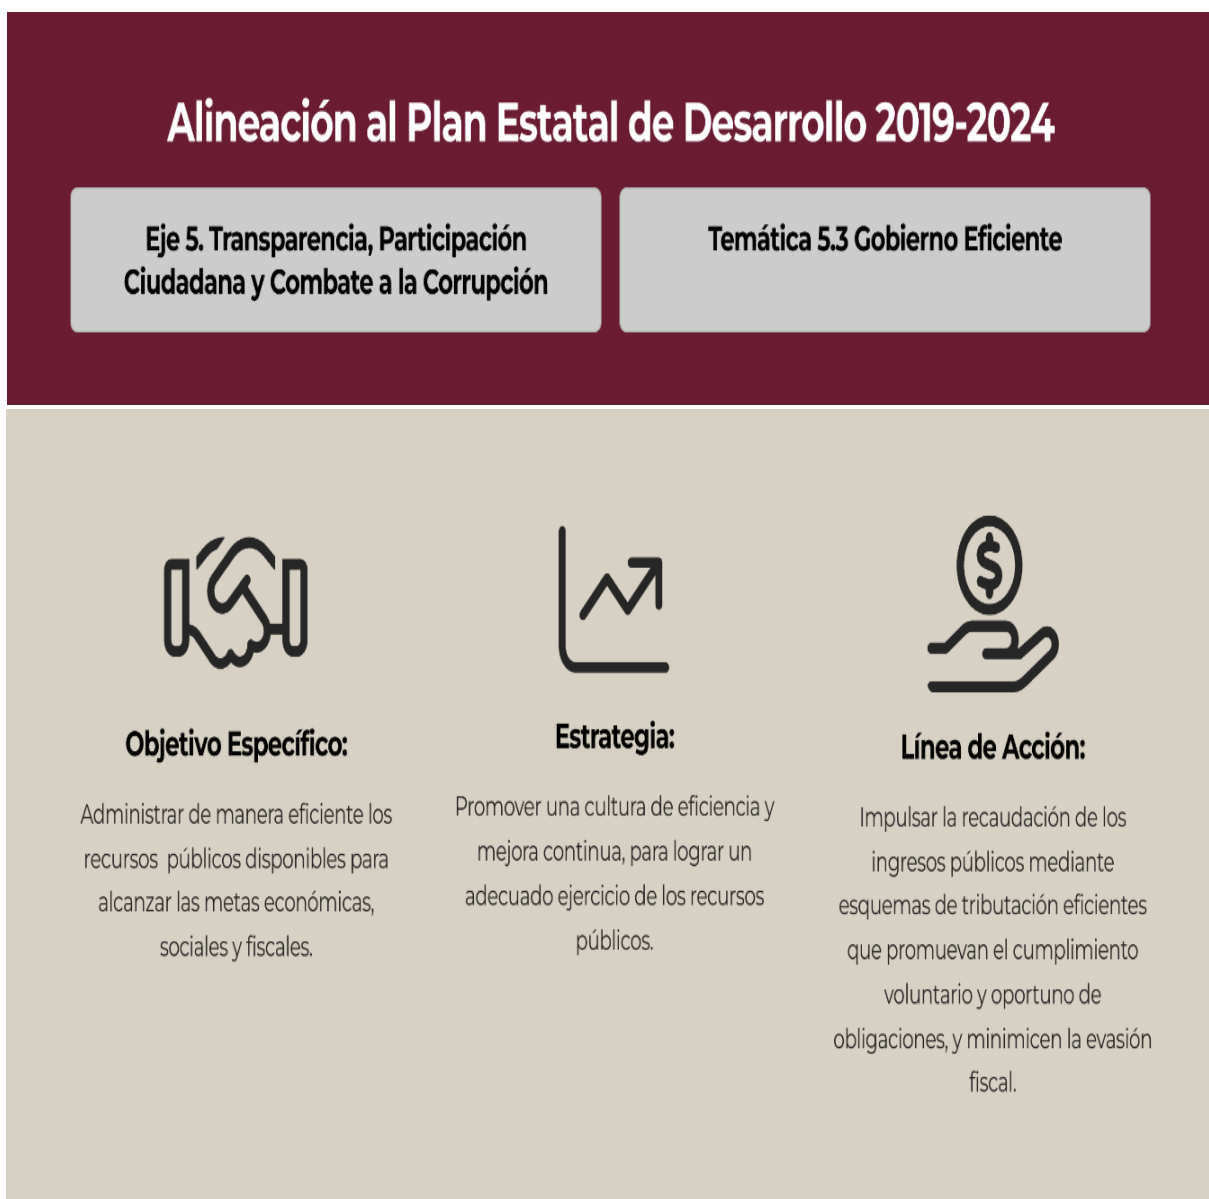 Alineación al Plan Estatal de Desarrollo 2019-2024
Eje 5. Transparencia, Participación
Ciudadana y Combate a la Corrupción
Temática 5.3 Gobierno Eficiente
Objetivo Específico:
Administrar de manera eficiente los
recursos públicos disponibles para
alcanzar las metas económicas,
sociales y fiscales.
Estrategia:
Promover una cultura de eficiencia y
mejora continua, para lograr un
adecuado ejercicio de los recursos
públicos.
$
Línea de Acción:
Impulsar la recaudación de los
ingresos públicos mediante
esquemas de tributación eficientes
que promuevan el cumplimiento
voluntario y oportuno de
obligaciones, y minimicen la evasión
fiscal.